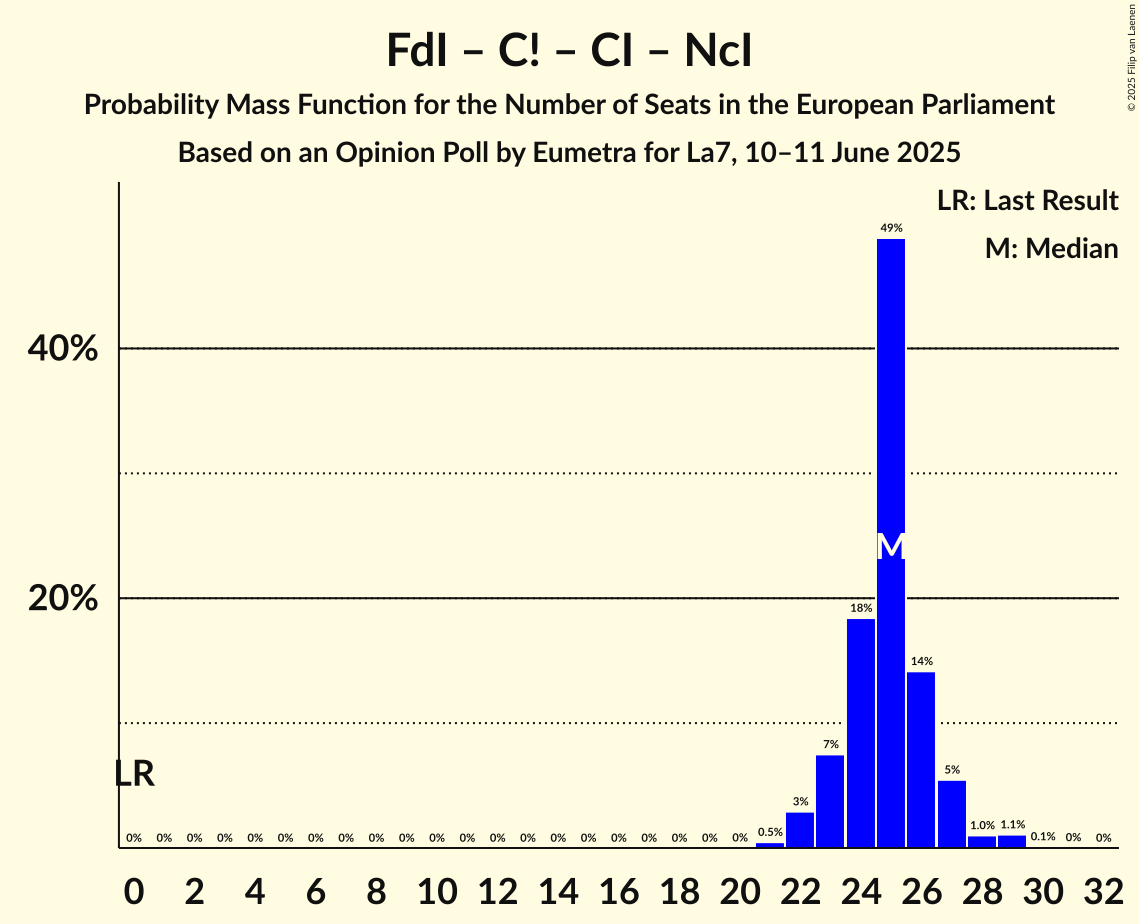 FdI – C! – CI – NcI
Probability Mass Function for the Number of Seats in the European Parliament
Based on an Opinion Poll by Eumetra for La7, 10–11 June 2025
© 2025 Filip van Laenen
LR: Last Result
M: Median
40%
20%
49%
M
18%
14%
7%
5%
3%
0.5%
1.0%
1.1%
0.1%
LR
0% 0% 0% 0% 0% 0% 0% 0% 0% 0% 0% 0% 0% 0% 0% 0% 0% 0% 0% 0% 0% 0% 0%
0 2 4 6 8 10 12 14 16 18 20 22 24 26 28 30 32